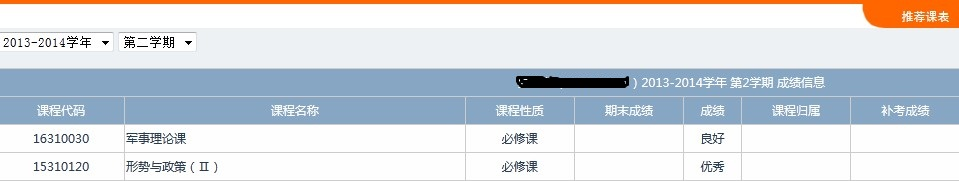 推荐课表
2013-2014学年 第二学期
) 2013-2014学年 第2学期 成绩信息
课程代码 课程名称 课程性质 期末成绩 成绩 课程归属 补考成绩
16310030 军事理论课 必修课 良好
15310120 形势与政策（Ⅱ） 必修课 优秀